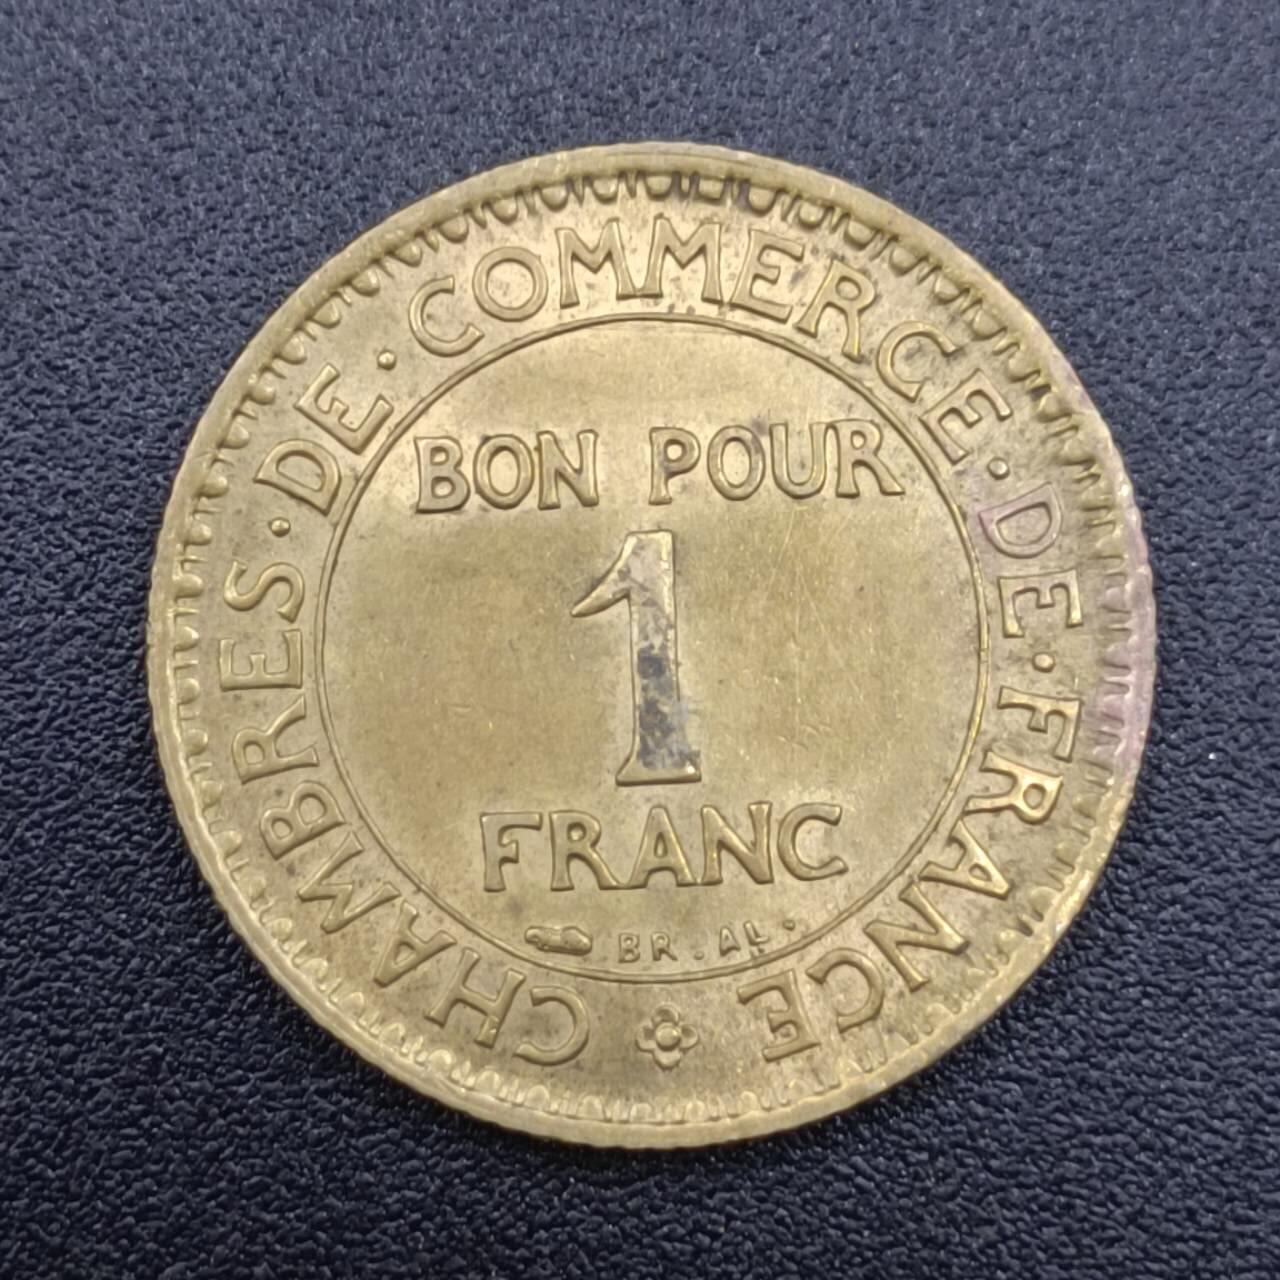 CHAMBRES·DE·COMMERCE·DE·FRANCE
BON POUR
1
FRANC
BR.AL.